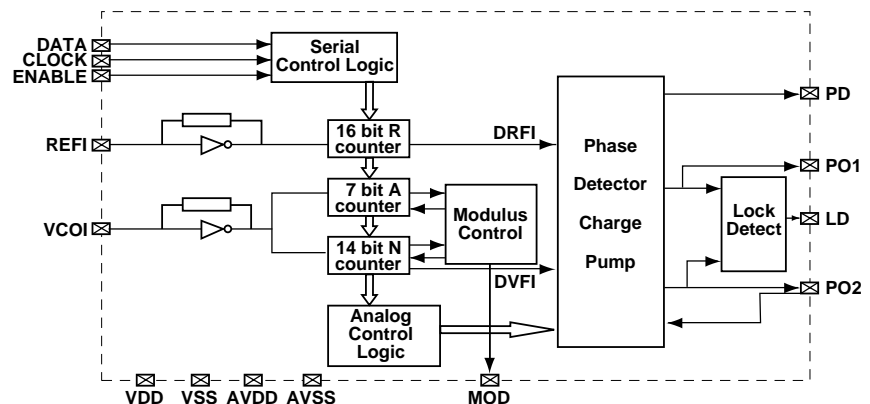 DATA
CLOCK
ENABLE
Serial
Control Logic
PD
REFI
16 bit R
counter
DRFI
Phase
Detector
Charge
Pump
PO1
7 bit A
counter
Modulus
Control
Lock
Detect
LD
VCOI
14 bit N
counter
DVFI
PO2
Analog
Control
Logic
VDD
VSS
AVDD
AVSS
MOD